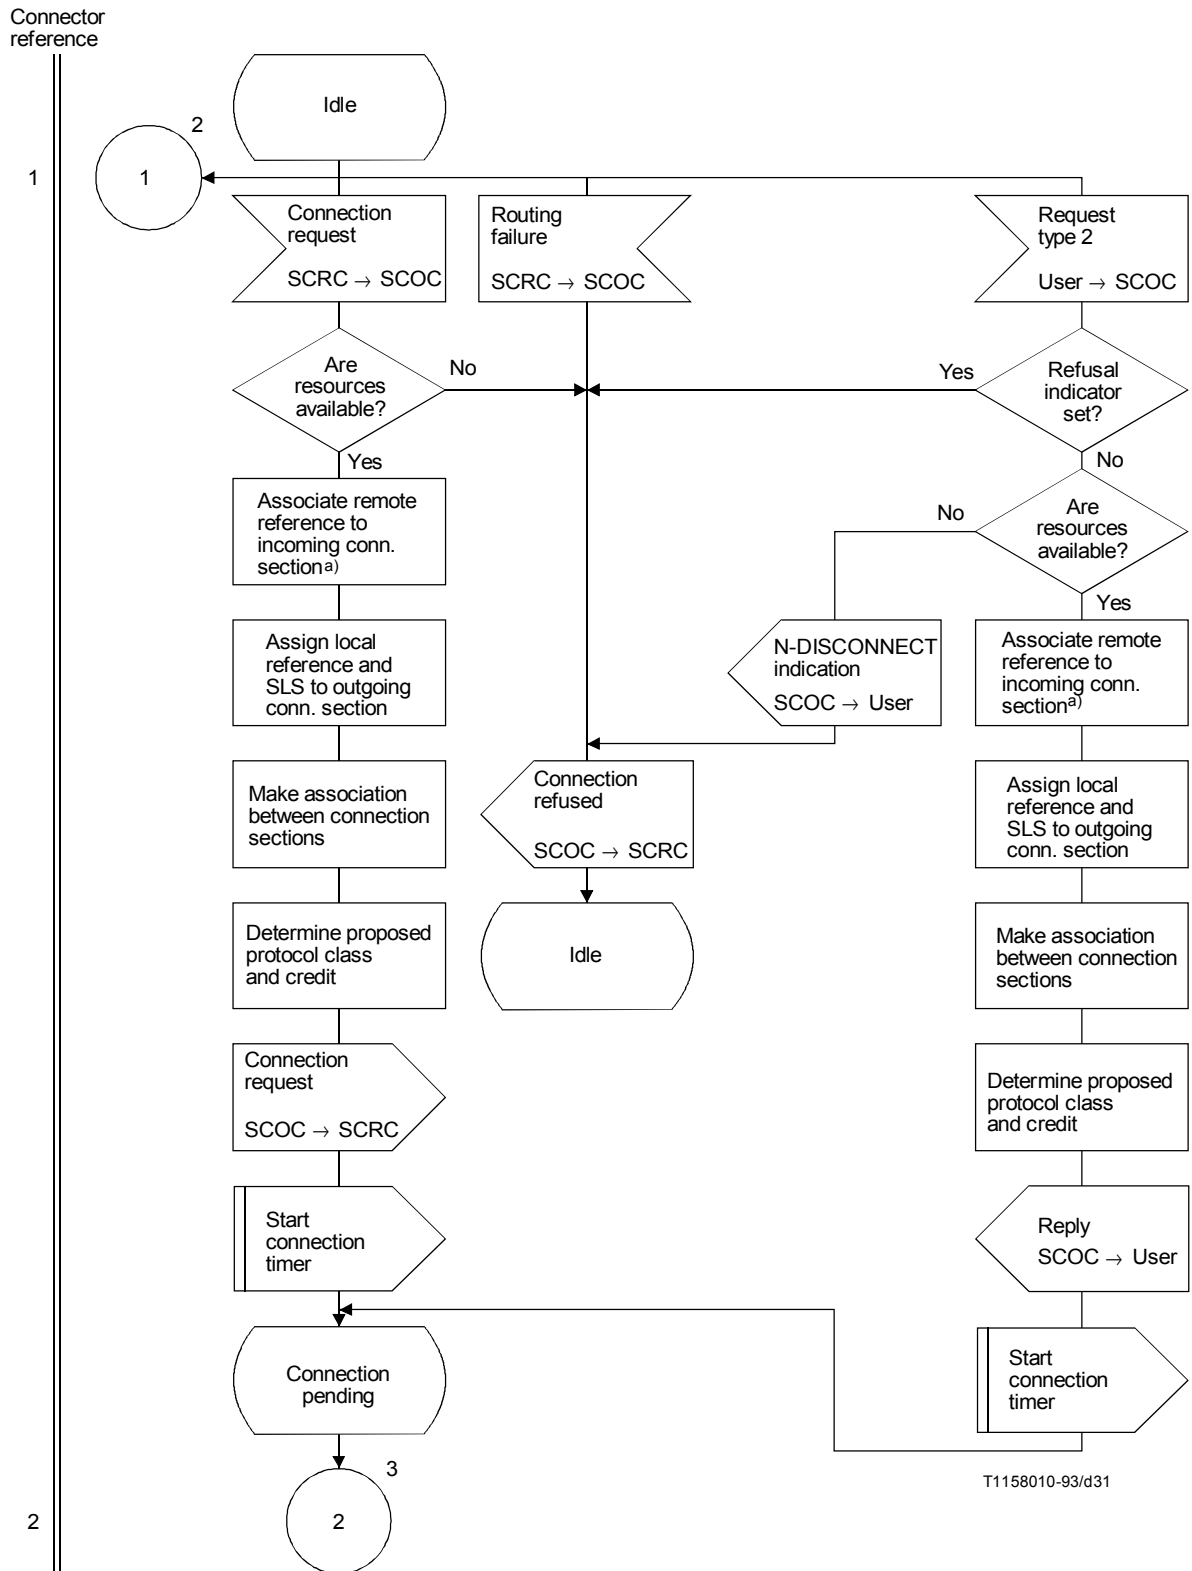 Connector
reference
Idle
2
1
1
Connection
request
SCRC → SCOC
Routing
failure
SCRC → SCOC
Request
type 2
User → SCOC
Are
resources
available?
No
Yes
Refusal
indicator
set?
Yes
No
Associate remote
reference to
incoming conn.
section a)
No
Are
resources
available?
Yes
Assign local
reference and
SLS to outgoing
conn. section
N-DISCONNECT
indication
SCOC → User
Associate remote
reference to
incoming conn.
section a)
Make association
between connection
sections
Connection
refused
SCOC → SCRC
Assign local
reference and
SLS to outgoing
conn. section
Determine proposed
protocol class
and credit
Idle
Make association
between connection
sections
Connection
request
SCOC → SCRC
Determine proposed
protocol class
and credit
Start
connection
timer
Reply
SCOC → User
Connection
pending
Start
connection
timer
3
T1158010-93/d31
2
2